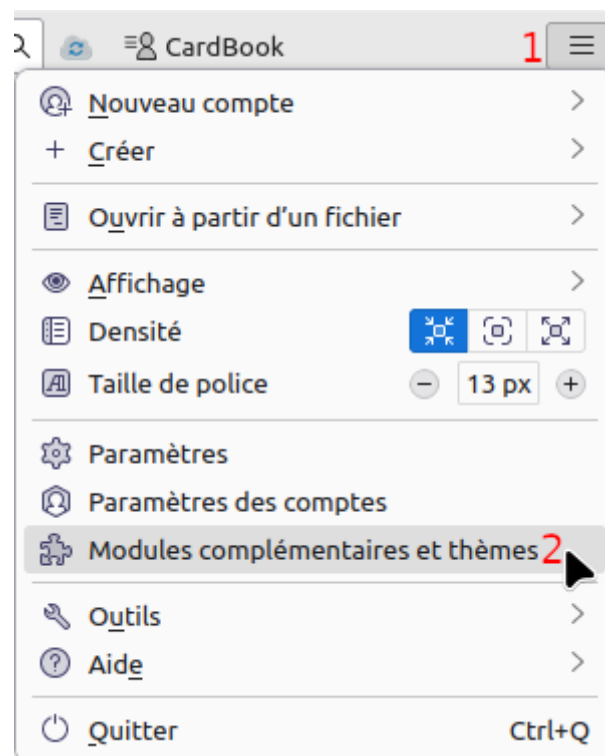 CardBook 1
Nouveau compte
Créer
Ouvrir à partir d’un fichier
Affichage
Densité
Taille de police 13 px
Paramètres
Paramètres des comptes
Modules complémentaires et thèmes 2
Outils
Aide
Quitter Ctrl+Q